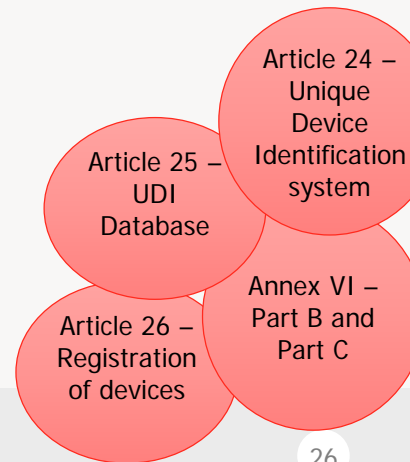 Article 24 –
Unique
Device
Identification
system
Article 25 –
UDI
Database
Annex VI –
Part B and
Part C
Article 26 –
Registration
of devices
26